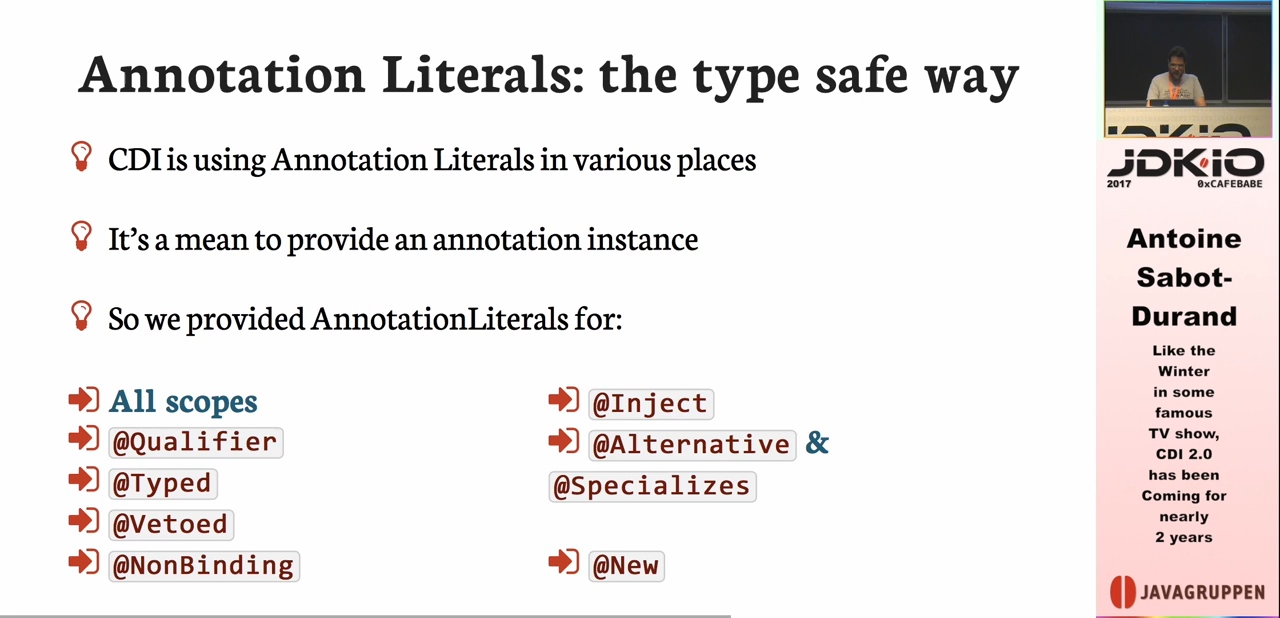 Annotation Literals: the type safe way
CDI is using Annotation Literals in various places
It's a mean to provide an annotation instance
So we provided AnnotationLiterals for:
All scopes
@Qualifier
@Typed
@Vetoed
@NonBinding
@Inject
@Alternative &
@Specializes
@New
JDK.IO
JDK.IO
2017 0xCAFEBABE
Antoine
Sabot-
Durand
Like the
Winter
in some
famous
TV show,
CDI 2.0
has been
Coming for
nearly
2 years
JAVAGRUPPEN